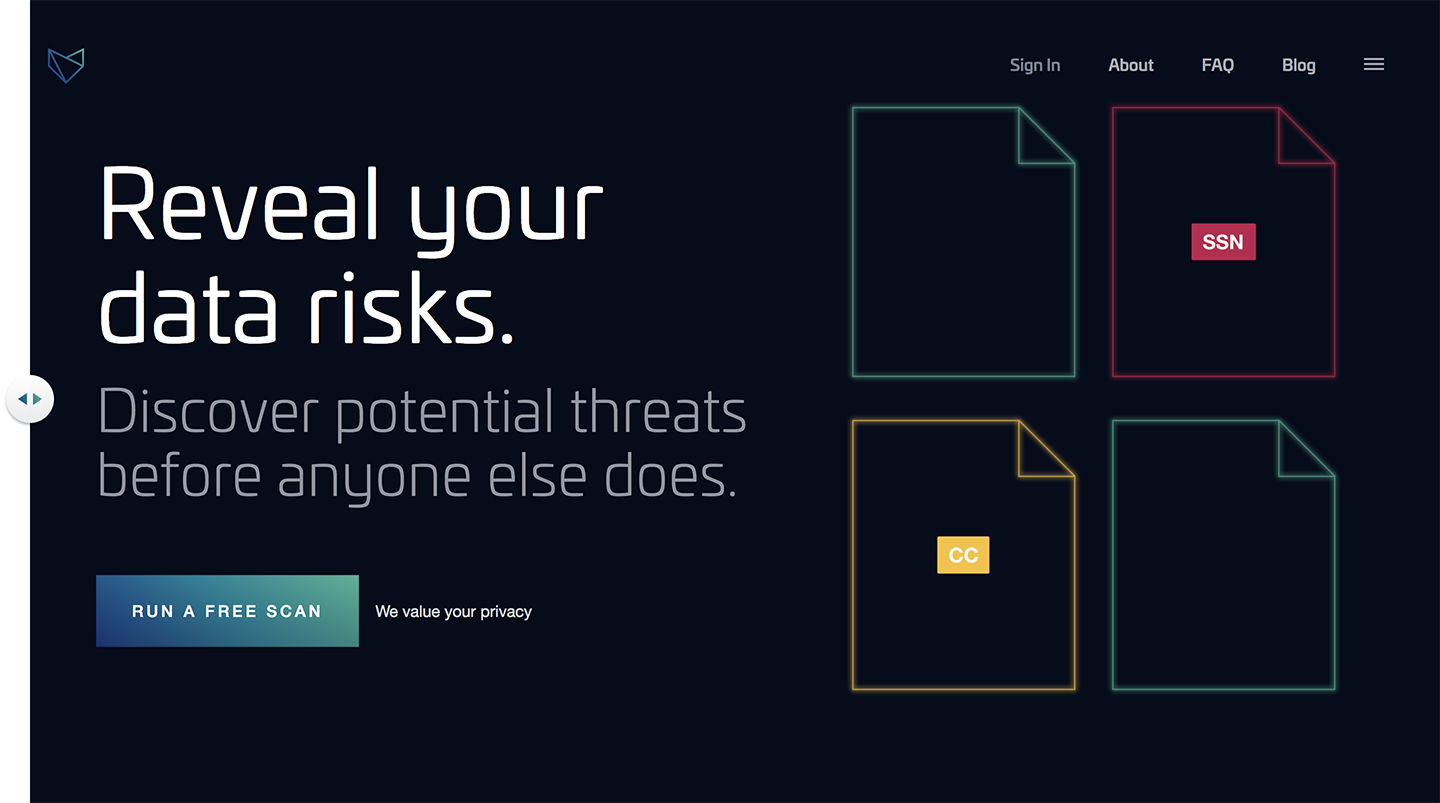 Sign In
About
FAQ
Blog
Reveal your
data risks.
Discover potential threats
before anyone else does.
RUN A FREE SCAN
We value your privacy
SSN
CC